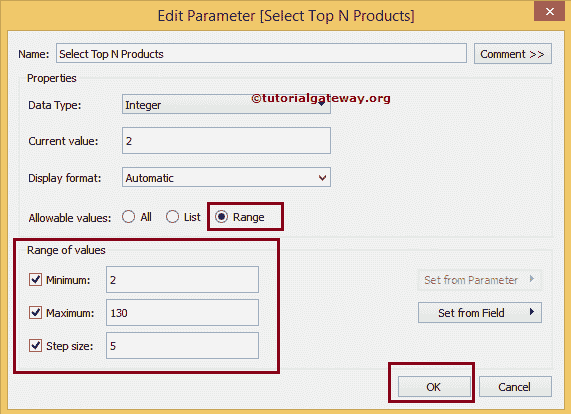 Edit Parameter [Select Top N Products]
Name: Select Top N Products Comment >>
Properties
©tutorialgateway.org
Data Type: Integer
Current value: 2
Display format: Automatic
Allowable values: All List Range
Range of values
Minimum: 2 Set from Parameter
Maximum: 130 Set from Field
Step size: 5
OK Cancel